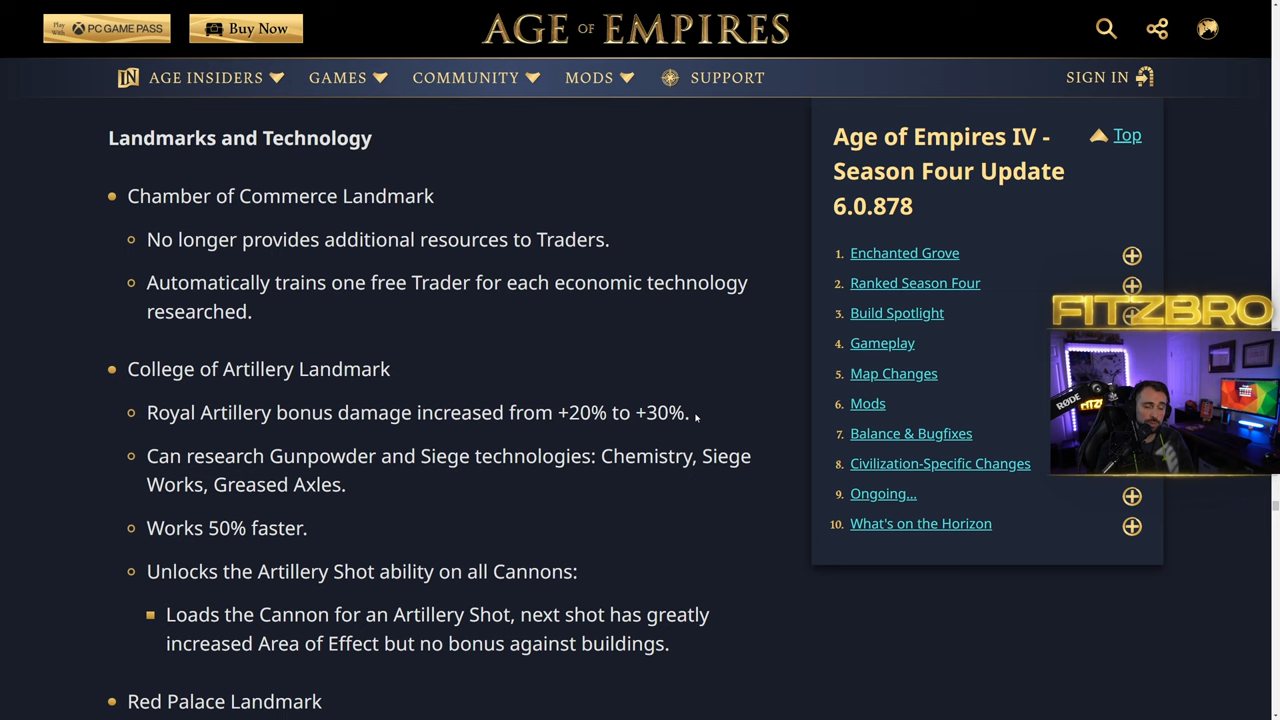 Play With PC GAME PASS
Buy Now
AGE OF EMPIRES
IN AGE INSIDERS GAMES COMMUNITY MODS SUPPORT SIGN IN
Landmarks and Technology
Chamber of Commerce Landmark
No longer provides additional resources to Traders.
Automatically trains one free Trader for each economic technology
researched.
College of Artillery Landmark
Royal Artillery bonus damage increased from +20% to +30%.
Can research Gunpowder and Siege technologies: Chemistry, Siege
Works, Greased Axles.
Works 50% faster.
Unlocks the Artillery Shot ability on all Cannons:
Loads the Cannon for an Artillery Shot, next shot has greatly
increased Area of Effect but no bonus against buildings.
Red Palace Landmark
Age of Empires IV -
Season Four Update
6.0.878
Top
1. Enchanted Grove
2. Ranked Season Four
3. Build Spotlight
4. Gameplay
5. Map Changes
6. Mods
7. Balance & Bugfixes
8. Civilization-Specific Changes
9. Ongoing...
10. What's on the Horizon
FITZBRO
RØDE